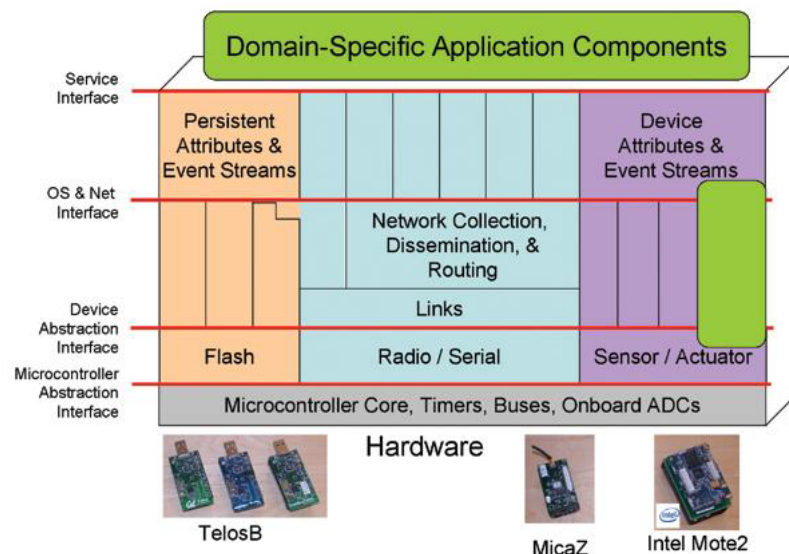 Domain-Specific Application Components
Service
Interface
Persistent
Attributes &
Event Streams
Device
Attributes &
Event Streams
OS & Net
Interface
Network Collection,
Dissemination, &
Routing
Links
Device
Abstraction
Interface
Flash
Radio / Serial
Sensor / Actuator
Microcontroller
Abstraction
Interface
Microcontroller Core, Timers, Buses, Onboard ADCs
Hardware
TelosB
MicaZ
intel
Intel Mote2